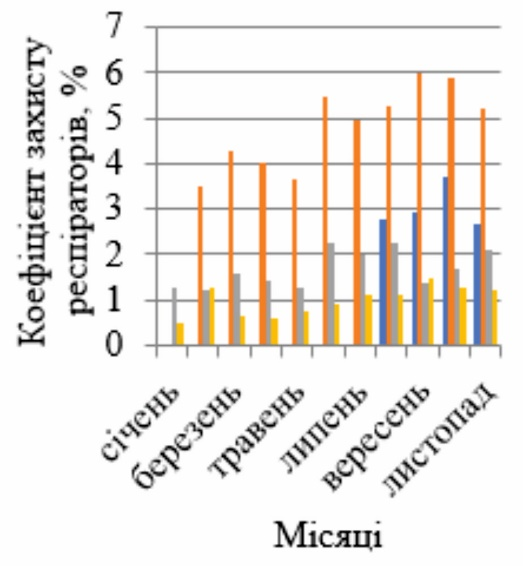 Коефіцієнт захисту
респіраторів, %
7
6
5
4
3
2
1
0
січень
березень
травень
липень
вересень
листопад
Місяці